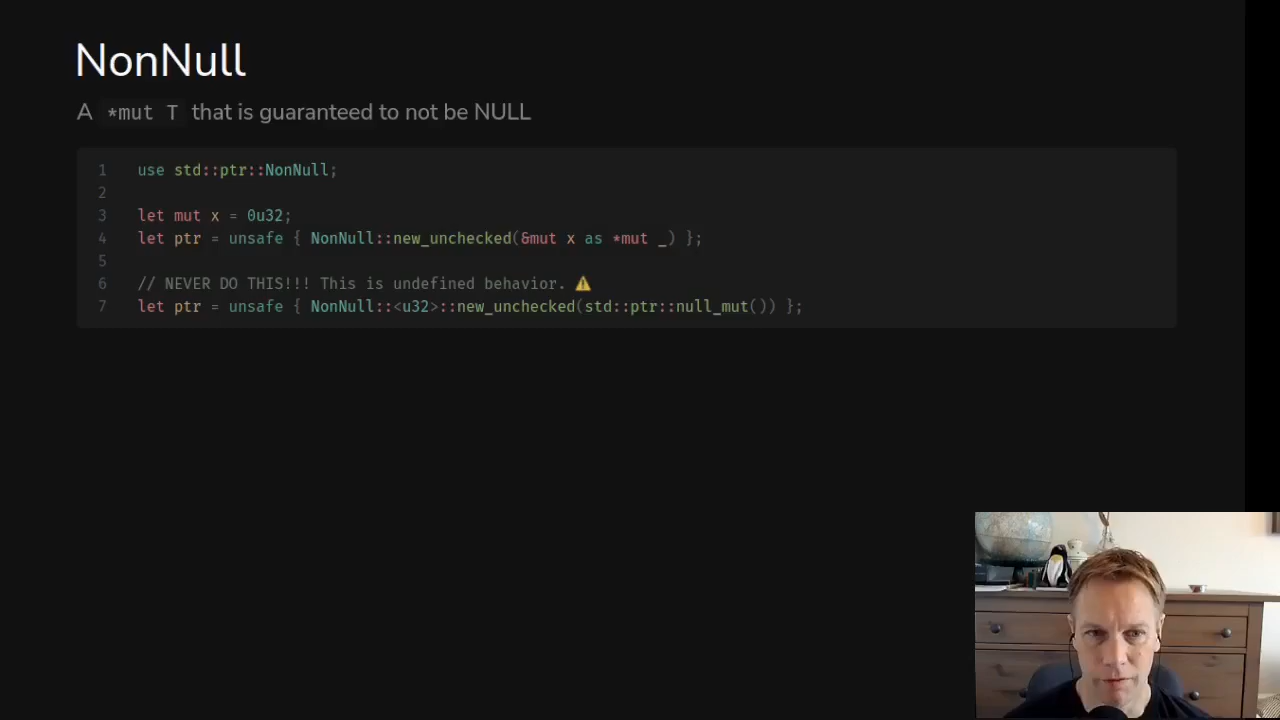 NonNull
A *mut T that is guaranteed to not be NULL
1 use std::ptr::NonNull;
2
3 let mut x = 0u32;
4 let ptr = unsafe { NonNull::new_unchecked(&mut x as *mut _) };
5
6 // NEVER DO THIS!!! This is undefined behavior. ⚠️
7 let ptr = unsafe { NonNull::<u32>::new_unchecked(std::ptr::null_mut()) };